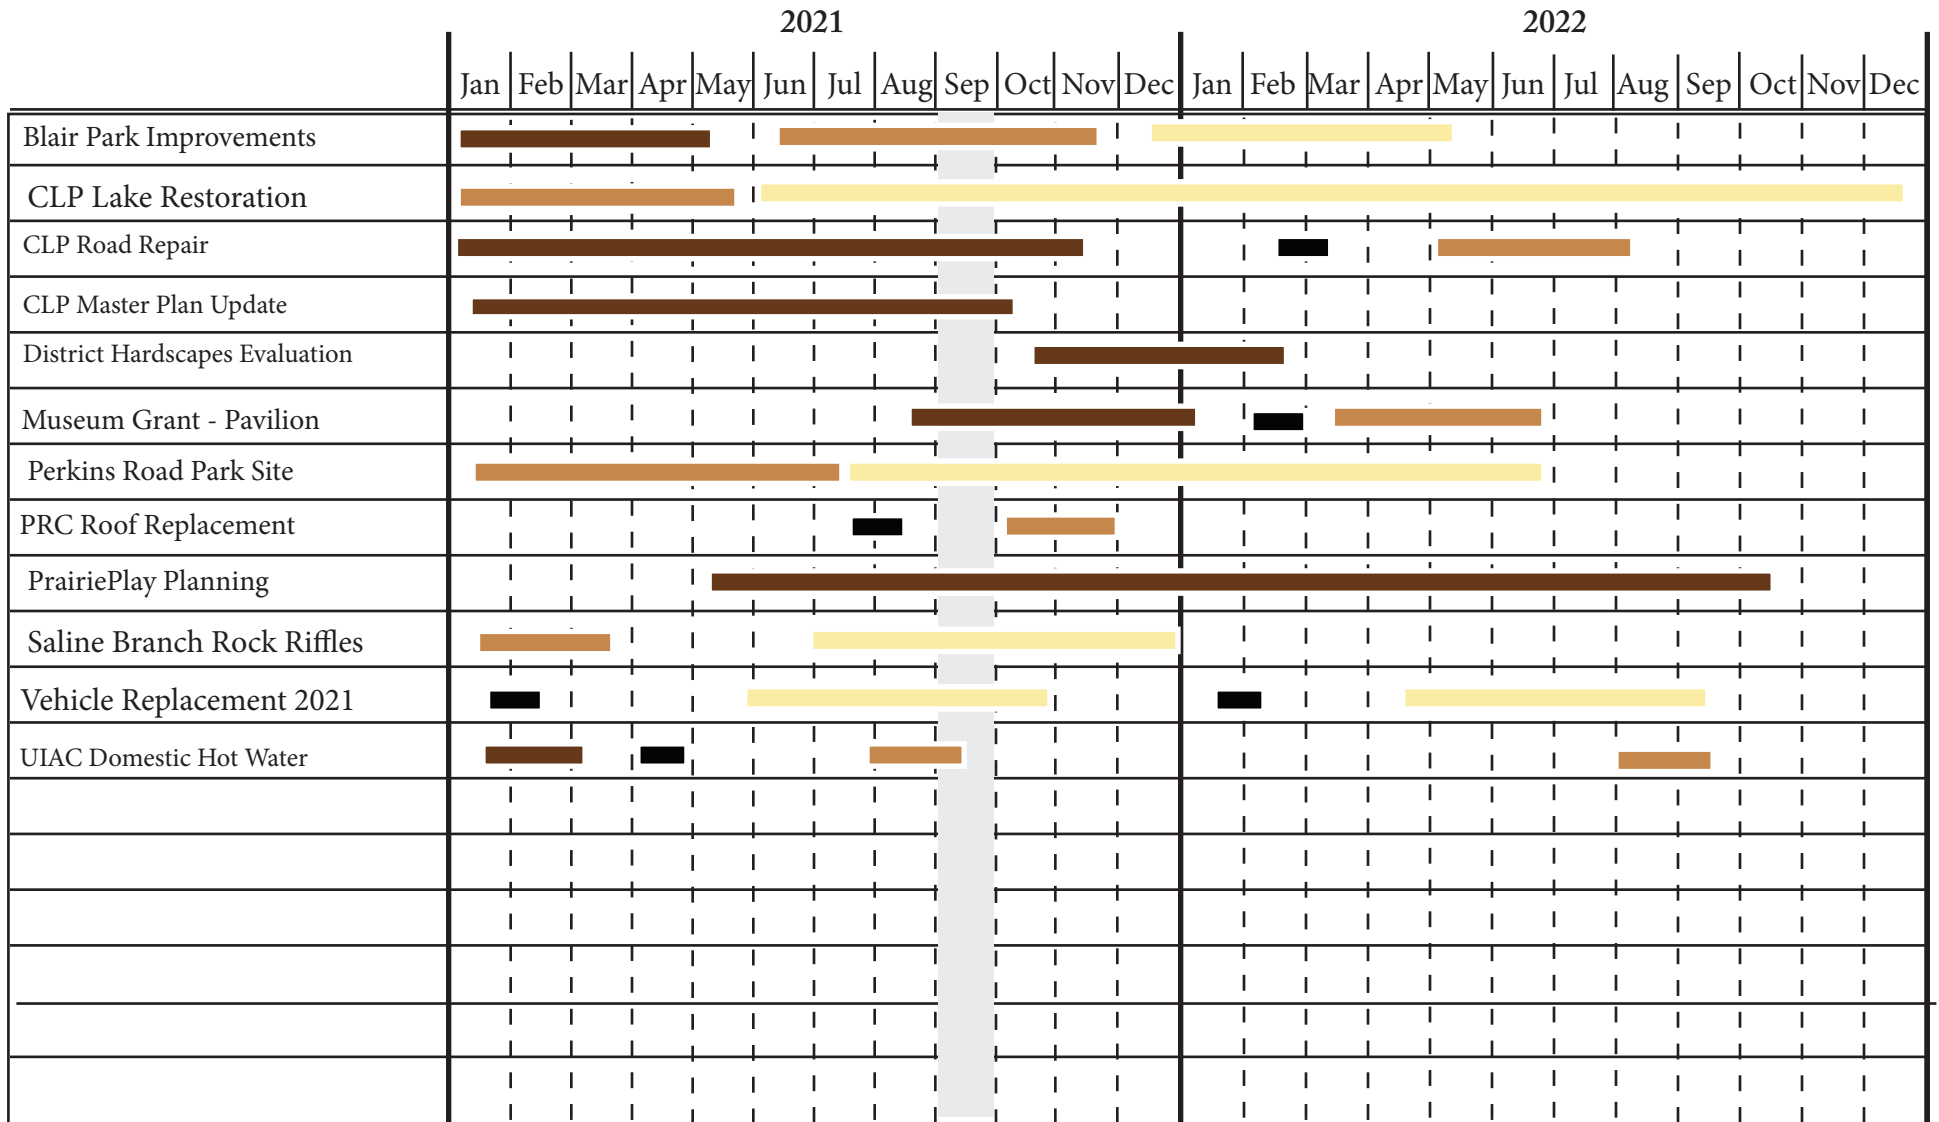 2021 2022
Jan Feb Mar Apr May Jun Jul Aug Sep Oct Nov Dec Jan Feb Mar Apr May Jun Jul Aug Sep Oct Nov Dec
Blair Park Improvements
CLP Lake Restoration
CLP Road Repair
CLP Master Plan Update
District Hardscapes Evaluation
Museum Grant - Pavilion
Perkins Road Park Site
PRC Roof Replacement
PrairiePlay Planning
Saline Branch Rock Riffles
Vehicle Replacement 2021
UIAC Domestic Hot Water